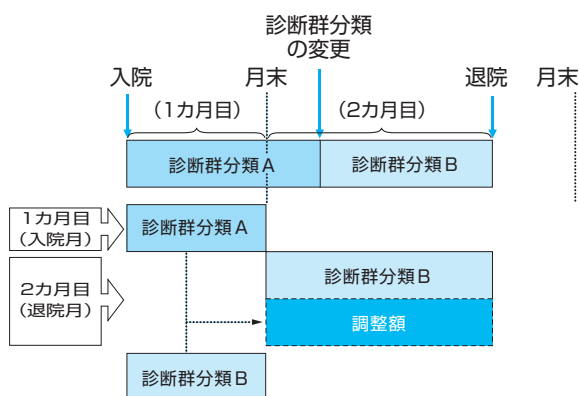 診断群分類
の変更
入院
月末
退院
月末
（1カ月目）
（2カ月目）
診断群分類A
診断群分類B
1カ月目
（入院月）
診断群分類A
2カ月目
（退院月）
診断群分類B
調整額
診断群分類B